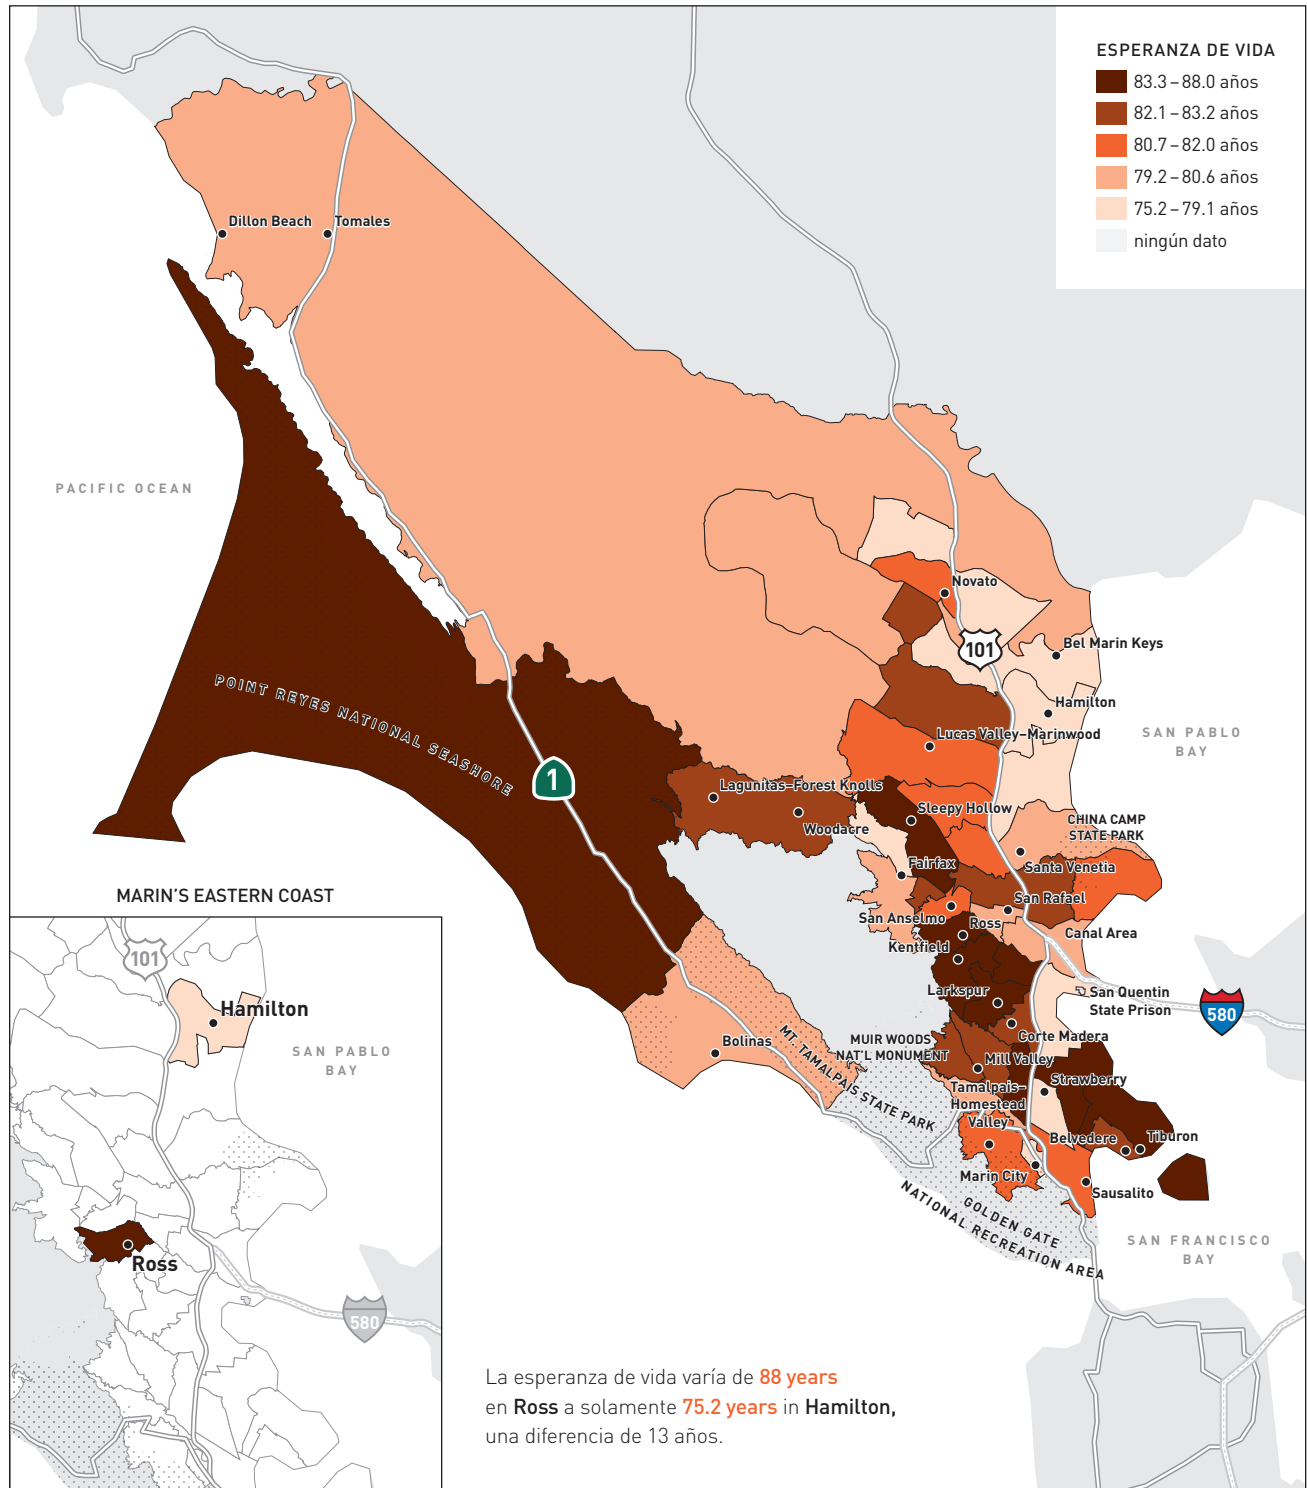 ESPERANZA DE VIDA
83.3 – 88.0 años
82.1 – 83.2 años
80.7 – 82.0 años
79.2 – 80.6 años
75.2 – 79.1 años
ningún dato
Dillon Beach
Tomales
PACIFIC OCEAN
Novato
101
Bel Marin Keys
POINT REYES NATIONAL SEASHORE
Hamilton
Lucas Valley–Marinwood
SAN PABLO
BAY
1
Lagunitas–Forest Knolls
Sleepy Hollow
Woodacre
CHINA CAMP
STATE PARK
Fairfax
Santa Venetia
San Rafael
San Anselmo
Ross
Canal Area
Kentfield
Larkspur
San Quentin
State Prison
580
Corte Madera
MUIR WOODS
NAT'L MONUMENT
Mill Valley
Bolinas
MT. TAMALPAIS STATE PARK
Strawberry
Tamalpais–
Homestead
Valley
Belvedere
Tiburon
Marin City
Sausalito
GOLDEN GATE
NATIONAL RECREATION AREA
SAN FRANCISCO
BAY
MARIN'S EASTERN COAST
101
Hamilton
SAN PABLO
BAY
Ross
580
La esperanza de vida varía de 88 years
en Ross a solamente 75.2 years in Hamilton,
una diferencia de 13 años.